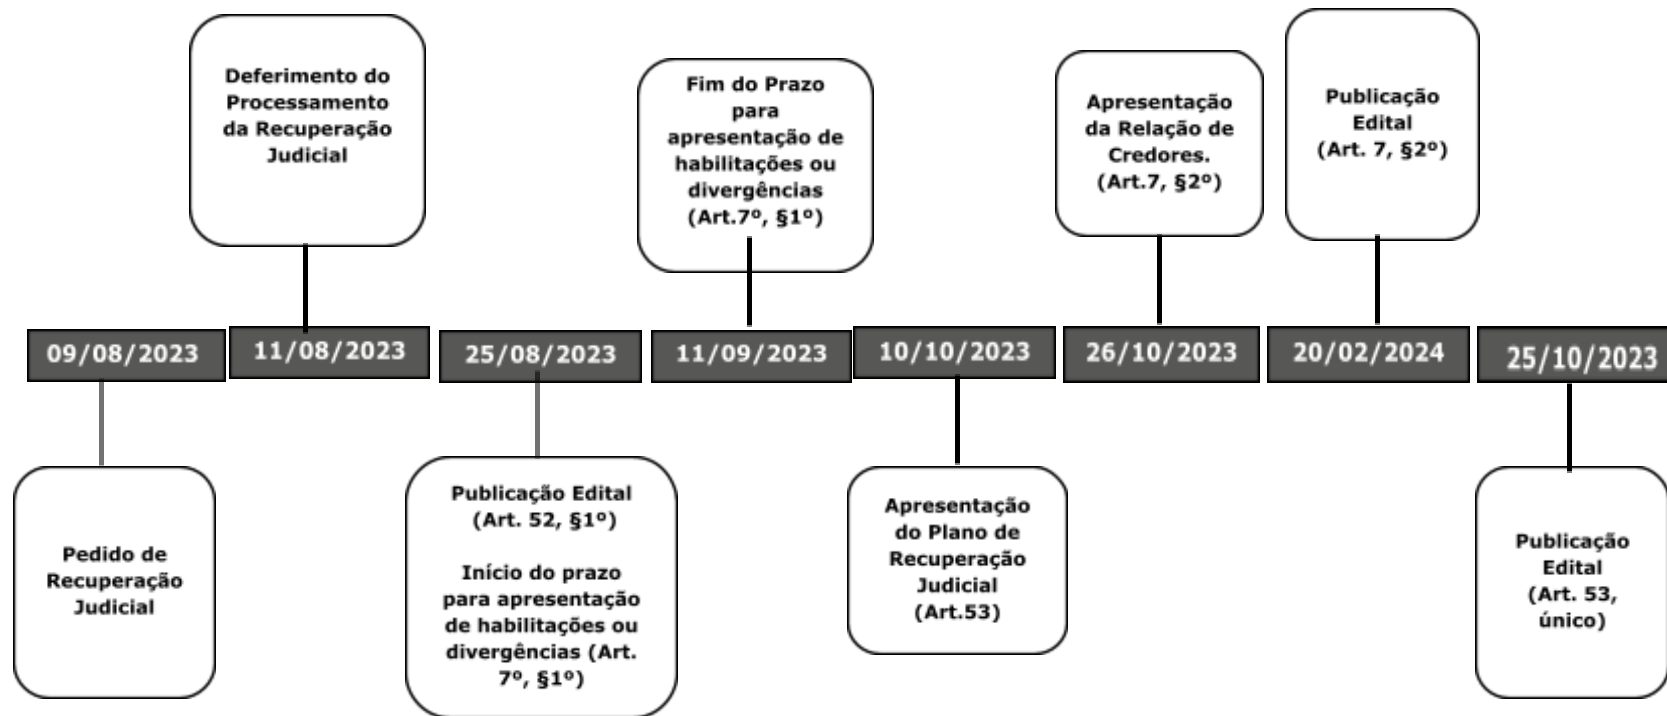 Deferimento do
Processamento
da Recuperação
Judicial
Fim do Prazo
para
apresentação de
habilitações ou
divergências
(Art.7º, §1º)
Apresentação
da Relação de
Credores.
(Art.7, §2º)
Publicação
Edital
(Art. 7, §2º)
09/08/2023
11/08/2023
25/08/2023
11/09/2023
10/10/2023
26/10/2023
20/02/2024
25/10/2023
Pedido de
Recuperação
Judicial
Publicação Edital
(Art. 52, §1º)
Início do prazo
para apresentação
de habilitações ou
divergências (Art.
7º, §1º)
Apresentação
do Plano de
Recuperação
Judicial
(Art.53)
Publicação
Edital
(Art. 53,
único)